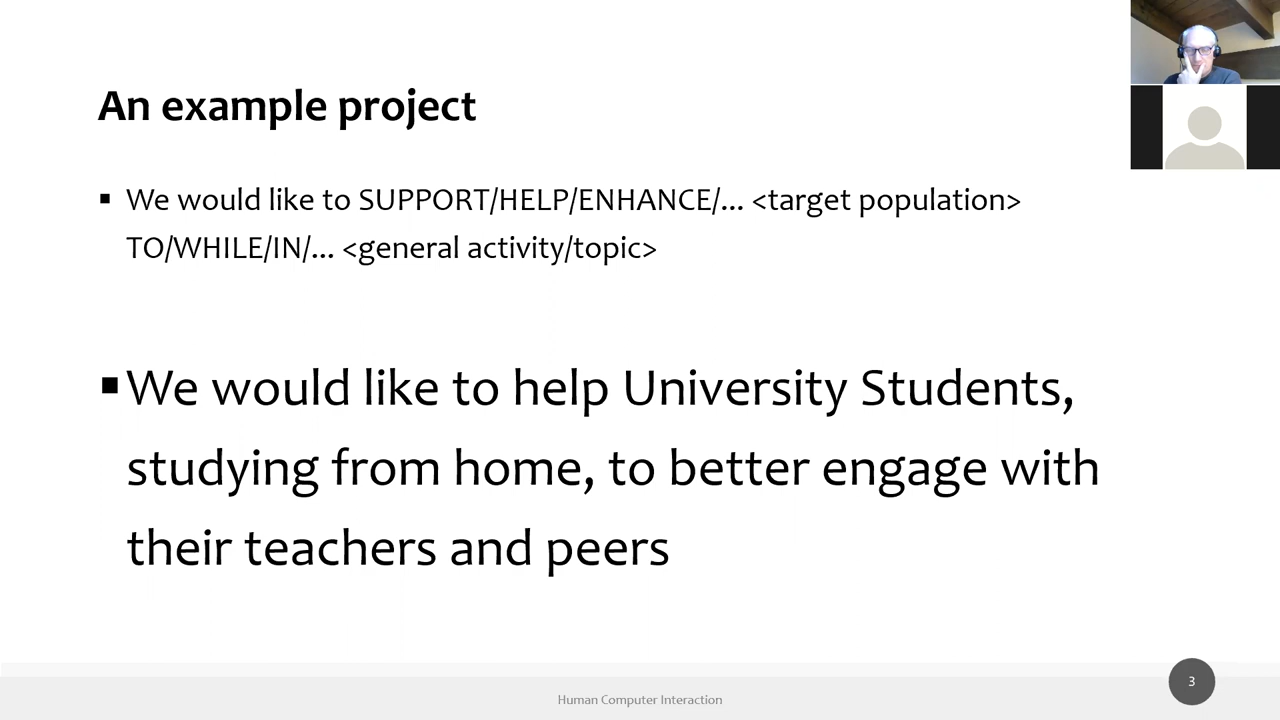 An example project
▪ We would like to SUPPORT/HELP/ENHANCE/... <target population>
TO/WHILE/IN/... <general activity/topic>
▪ We would like to help University Students,
studying from home, to better engage with
their teachers and peers
Human Computer Interaction
3